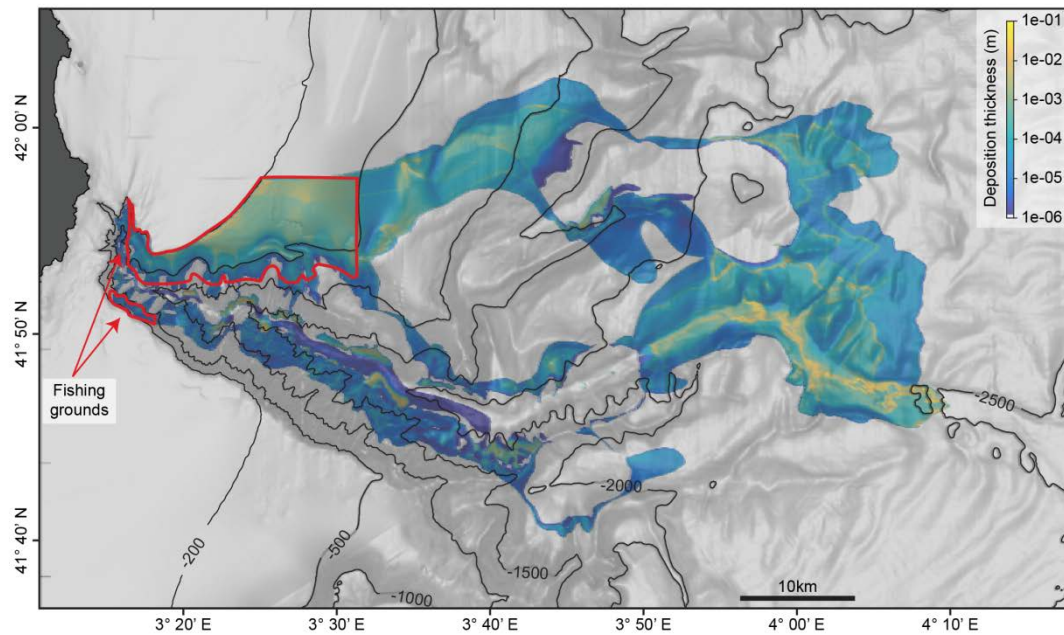 Deposition thickness (m)
1e-01
1e-02
1e-03
1e-04
1e-05
1e-06
42° 00' N
41° 50' N
41° 40' N
Fishing
grounds
-2500
-2000
-200
-500
-1500
-1000
10km
3° 20' E
3° 30' E
3° 40' E
3° 50' E
4° 00' E
4° 10' E